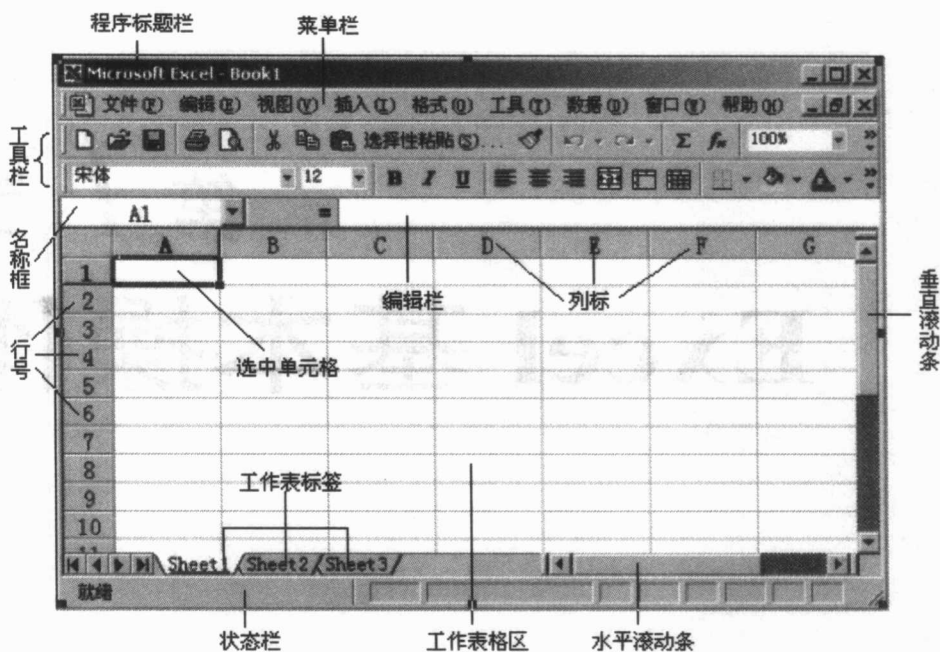 程序标题栏 菜单栏
Microsoft Excel - Book1
文件(F) 编辑(E) 视图(V) 插入(I) 格式(O) 工具(T) 数据(D) 窗口(W) 帮助(H)
选择性粘贴(S)... Σ fx 100%
工具栏
宋体 12 B I U A
A1 =
名称框
A B C D E F G
1
编辑栏 列标
垂直滚动条
2
3
行号
4
选中单元格
5
6
7
8
工作表标签
9
10
Sheet1 Sheet2 Sheet3
就绪
状态栏 工作表格区 水平滚动条